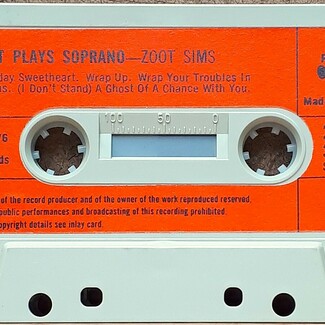 T PLAYS SOPRANO—ZOOT SIMS
day Sweetheart. Wrap Up. Wrap Your Troubles In
ms. (I Don't Stand) A Ghost Of A Chance With You.
100 50 0
Mad
76
ds
of the record producer and of the owner of the work reproduced reserved,
public performances and broadcasting of this recording prohibited.
opyright details see inlay card.